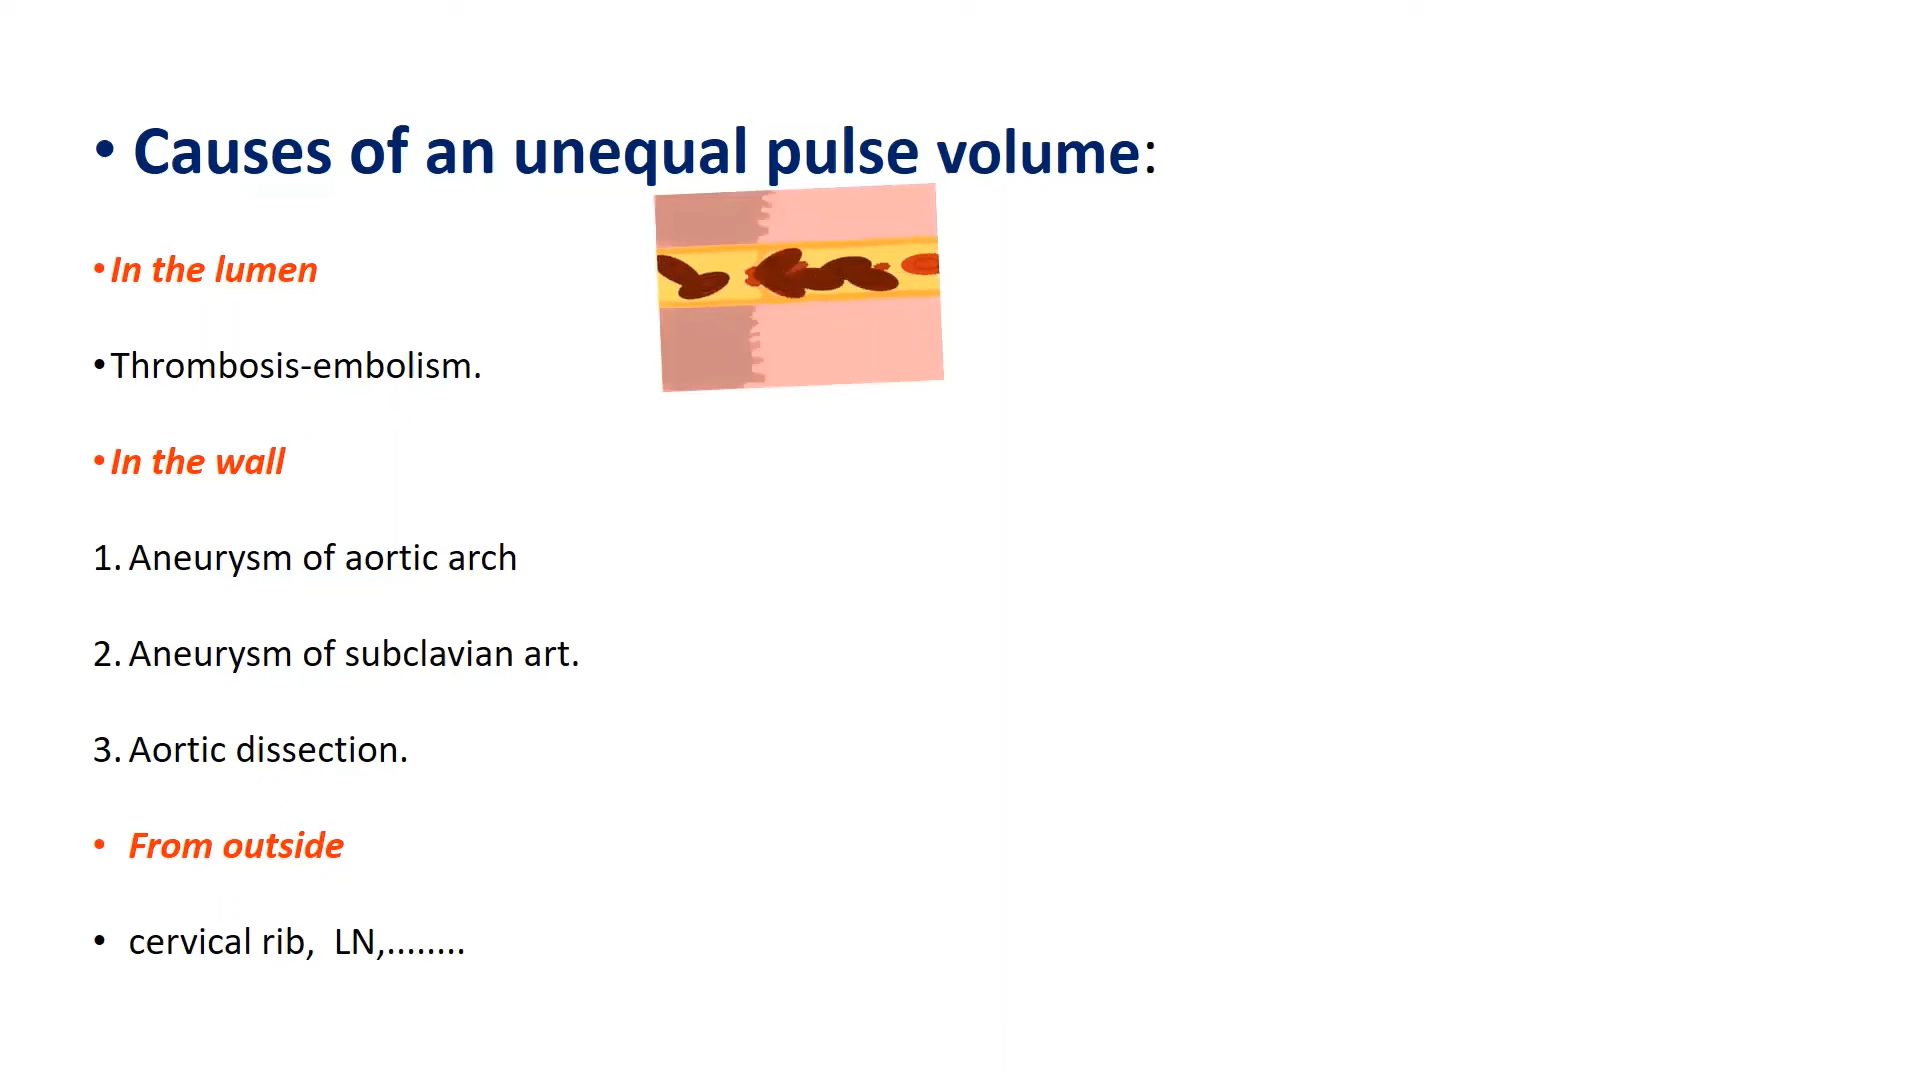 • Causes of an unequal pulse volume:
•In the lumen
•Thrombosis-embolism.
•In the wall
1. Aneurysm of aortic arch
2. Aneurysm of subclavian art.
3. Aortic dissection.
• From outside
• cervical rib,  LN,........